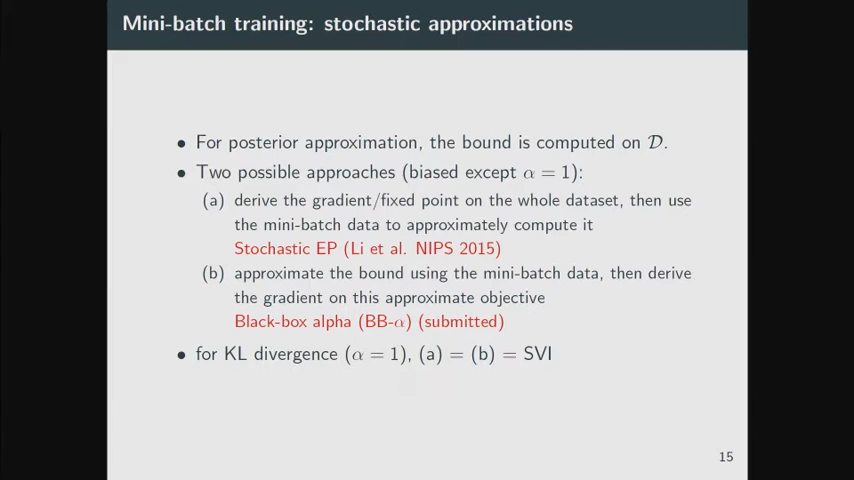 Mini-batch training: stochastic approximations
• For posterior approximation, the bound is computed on 𝒟.
• Two possible approaches (biased except α = 1):
(a) derive the gradient/fixed point on the whole dataset, then use
the mini-batch data to approximately compute it
Stochastic EP (Li et al. NIPS 2015)
(b) approximate the bound using the mini-batch data, then derive
the gradient on this approximate objective
Black-box alpha (BB-α) (submitted)
• for KL divergence (α = 1), (a) = (b) = SVI
15